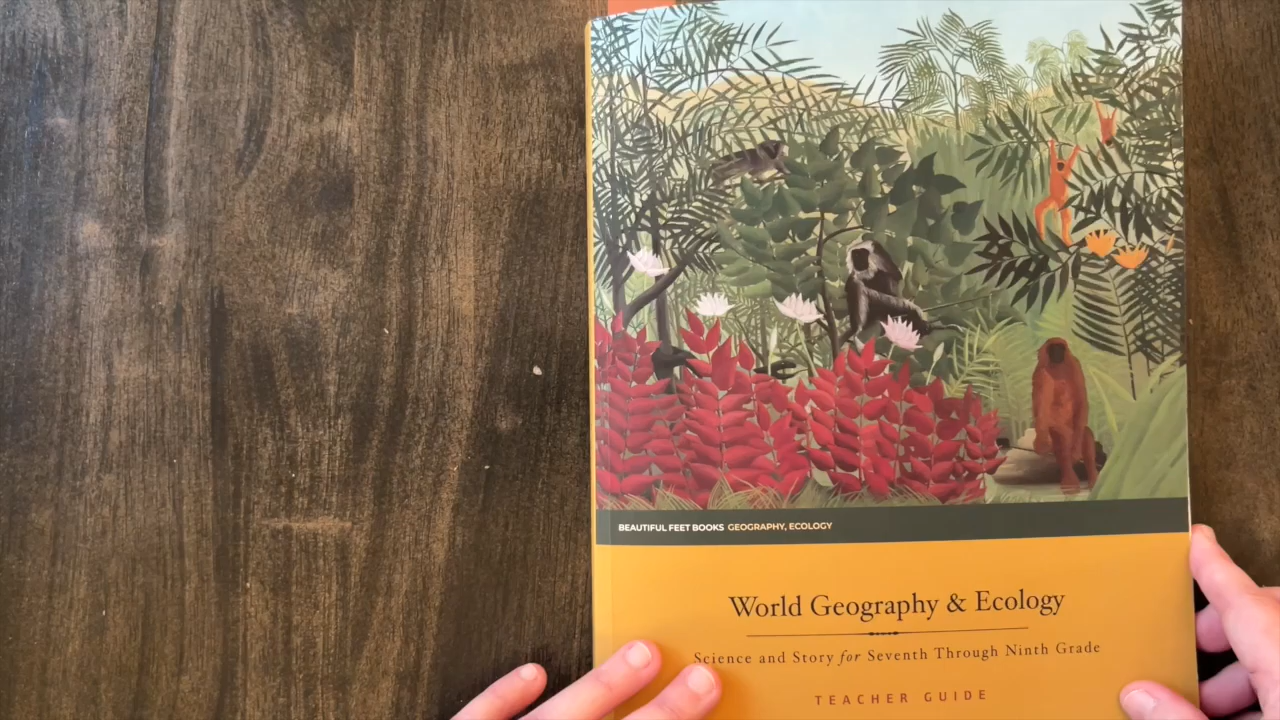 BEAUTIFUL FEET BOOKS GEOGRAPHY, ECOLOGY
World Geography & Ecology
Science and Story for Seventh Through Ninth Grade
TEACHER GUIDE